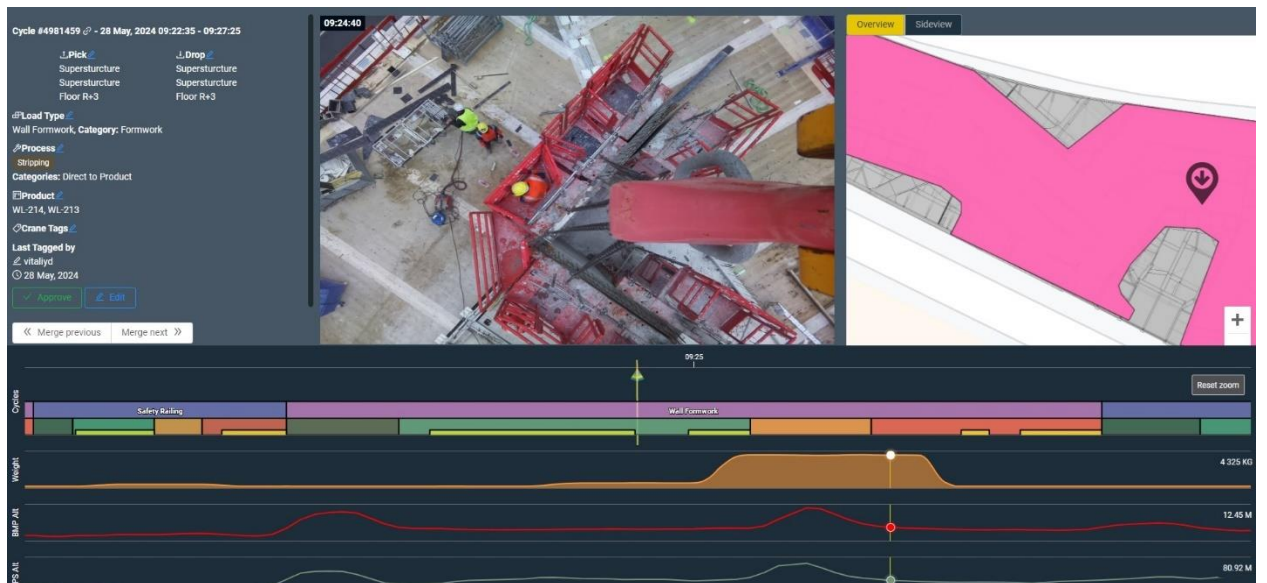 Cycle #4981459 - 28 May, 2024 09:22:35 - 09:27:25
Pick Drop
Supersturcture Supersturcture
Supersturcture Supersturcture
Floor R+3 Floor R+3
Load Type
Wall Formwork, Category: Formwork
Process
Stripping
Categories: Direct to Product
Product
WL-214, WL-213
Crane Tags
Last Tagged by
vitaliyd
28 May, 2024
Approve Edit
Merge previous Merge next
09:24:40
Overview Sideview
+
09:25
Reset zoom
Cycles
Safety Railing Wall Formwork
Weight
4 325 KG
BMP Alt
12.45 M
PS Alt
80.92 M